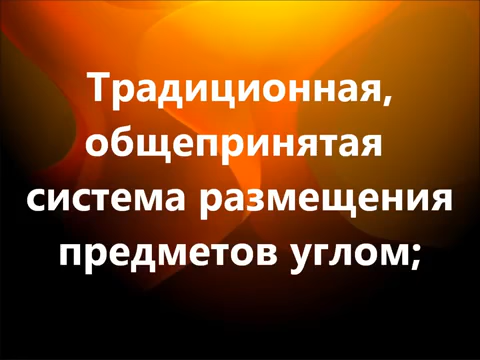 Традиционная,
общепринятая
система размещения
предметов углом;